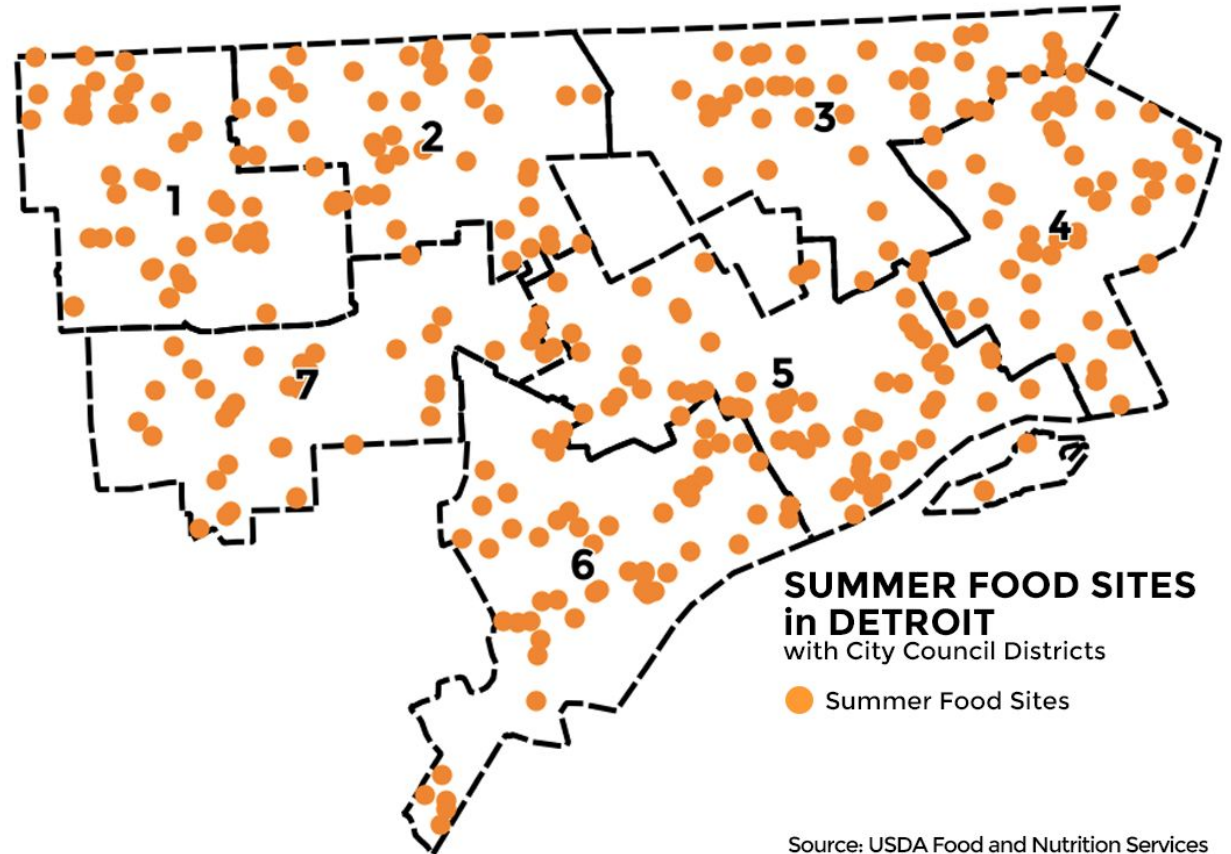 2
3
1
4
5
7
6
SUMMER FOOD SITES
in DETROIT
with City Council Districts
Summer Food Sites
Source: USDA Food and Nutrition Services